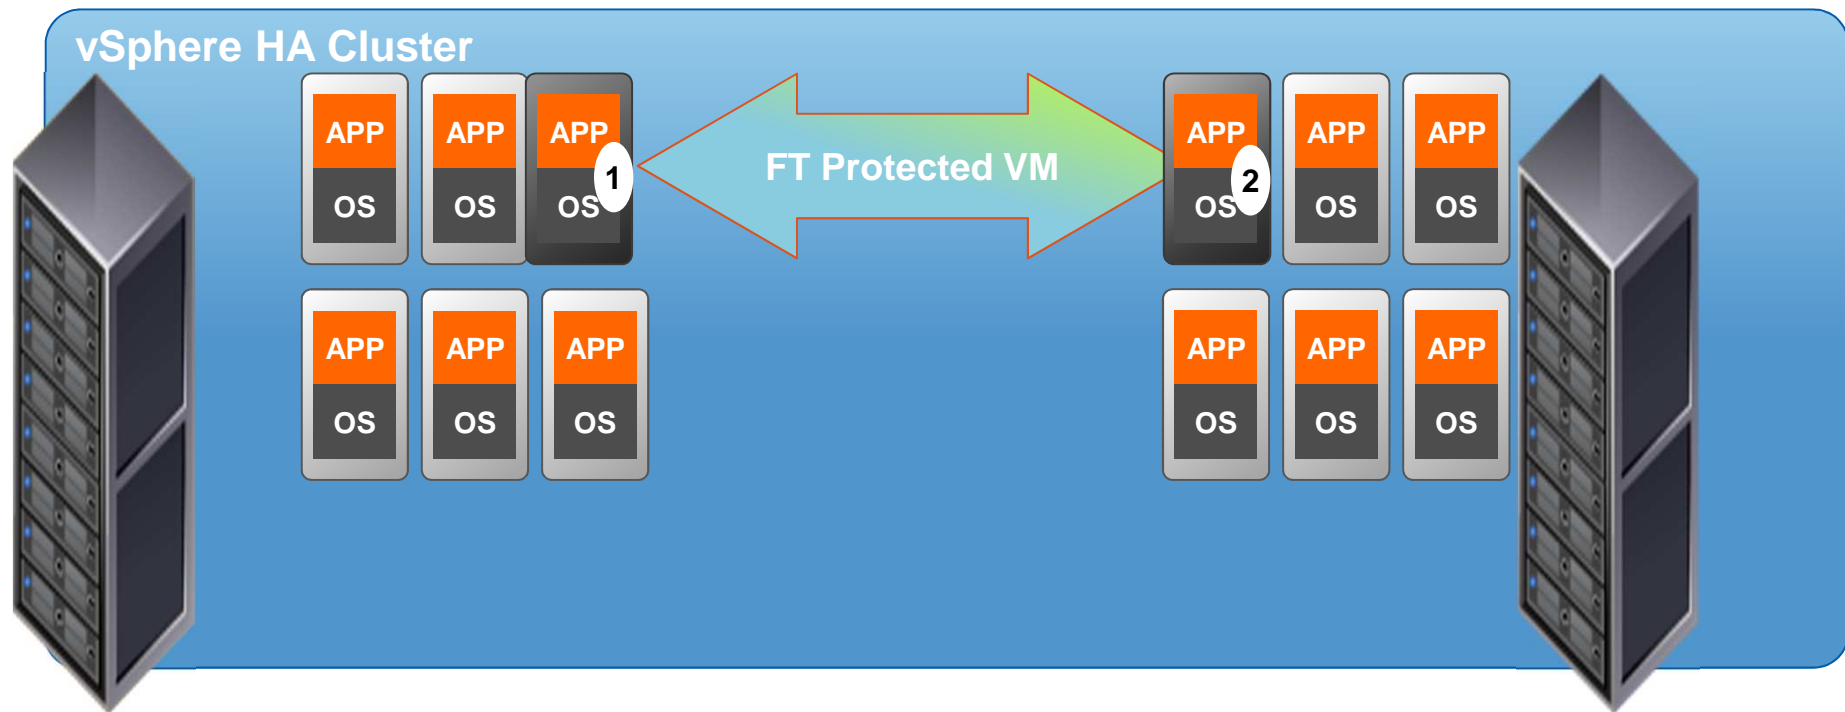 vSphere HA Cluster
APP APP APP FT Protected VM APP APP APP
1 2
OS OS OS OS OS OS
APP APP APP APP APP APP
OS OS OS OS OS OS